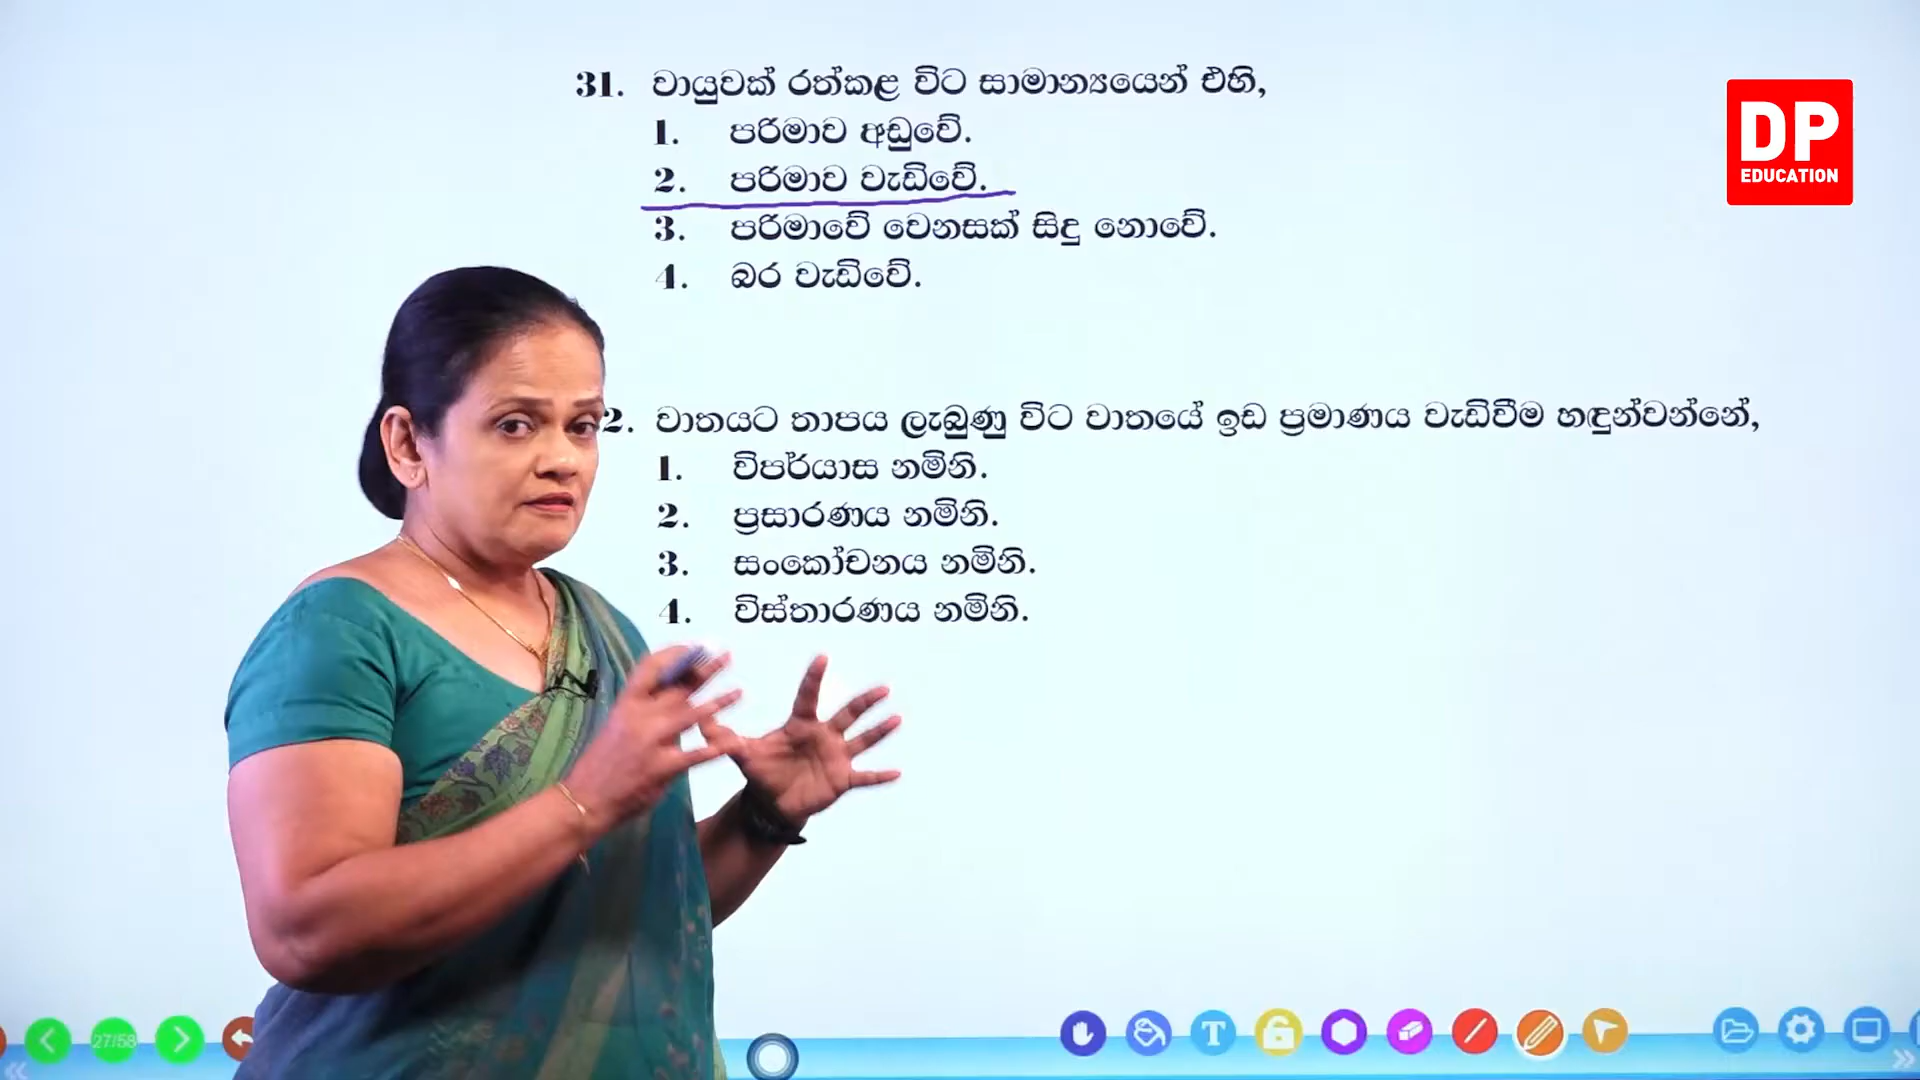 31. වායුවක් රත්කළ විට සාමාන්‍යයෙන් එහි,
1. පරිමාව අඩුවේ.
2. පරිමාව වැඩිවේ.
3. පරිමාවේ වෙනසක් සිදු නොවේ.
4. බර වැඩිවේ.
DP
EDUCATION
2. වාතයට තාපය ලැබුණු විට වාතයේ ඉඩ ප්‍රමාණය වැඩිවීම හඳුන්වන්නේ,
1. විපර්යාස නමිනි.
2. ප්‍රසාරණය නමිනි.
3. සංකෝචනය නමිනි.
4. විස්තාරණය නමිනි.
27/58
T